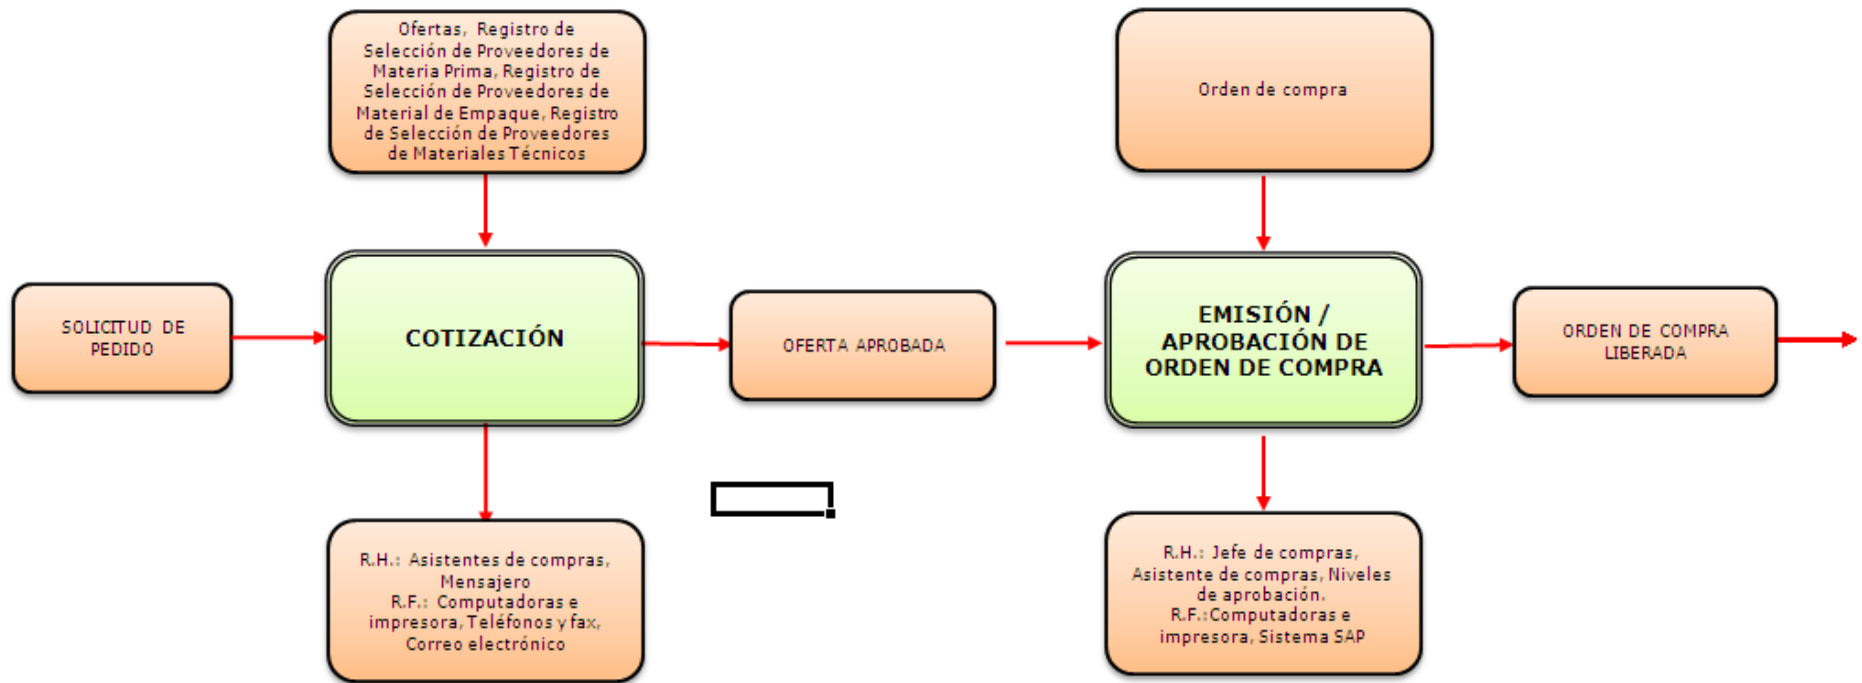 Ofertas, Registro de
Selección de Proveedores de
Materia Prima, Registro de
Selección de Proveedores de
Material de Empaque, Registro
de Selección de Proveedores
de Materiales Técnicos
Orden de compra
SOLICITUD DE
PEDIDO
COTIZACIÓN
OFERTA APROBADA
EMISIÓN /
APROBACIÓN DE
ORDEN DE COMPRA
ORDEN DE COMPRA
LIBERADA
R.H.: Asistentes de compras,
Mensajero
R.F.: Computadoras e
impresora, Teléfonos y fax,
Correo electrónico
R.H.: Jefe de compras,
Asistente de compras, Niveles
de aprobación.
R.F.:Computadoras e
impresora, Sistema SAP